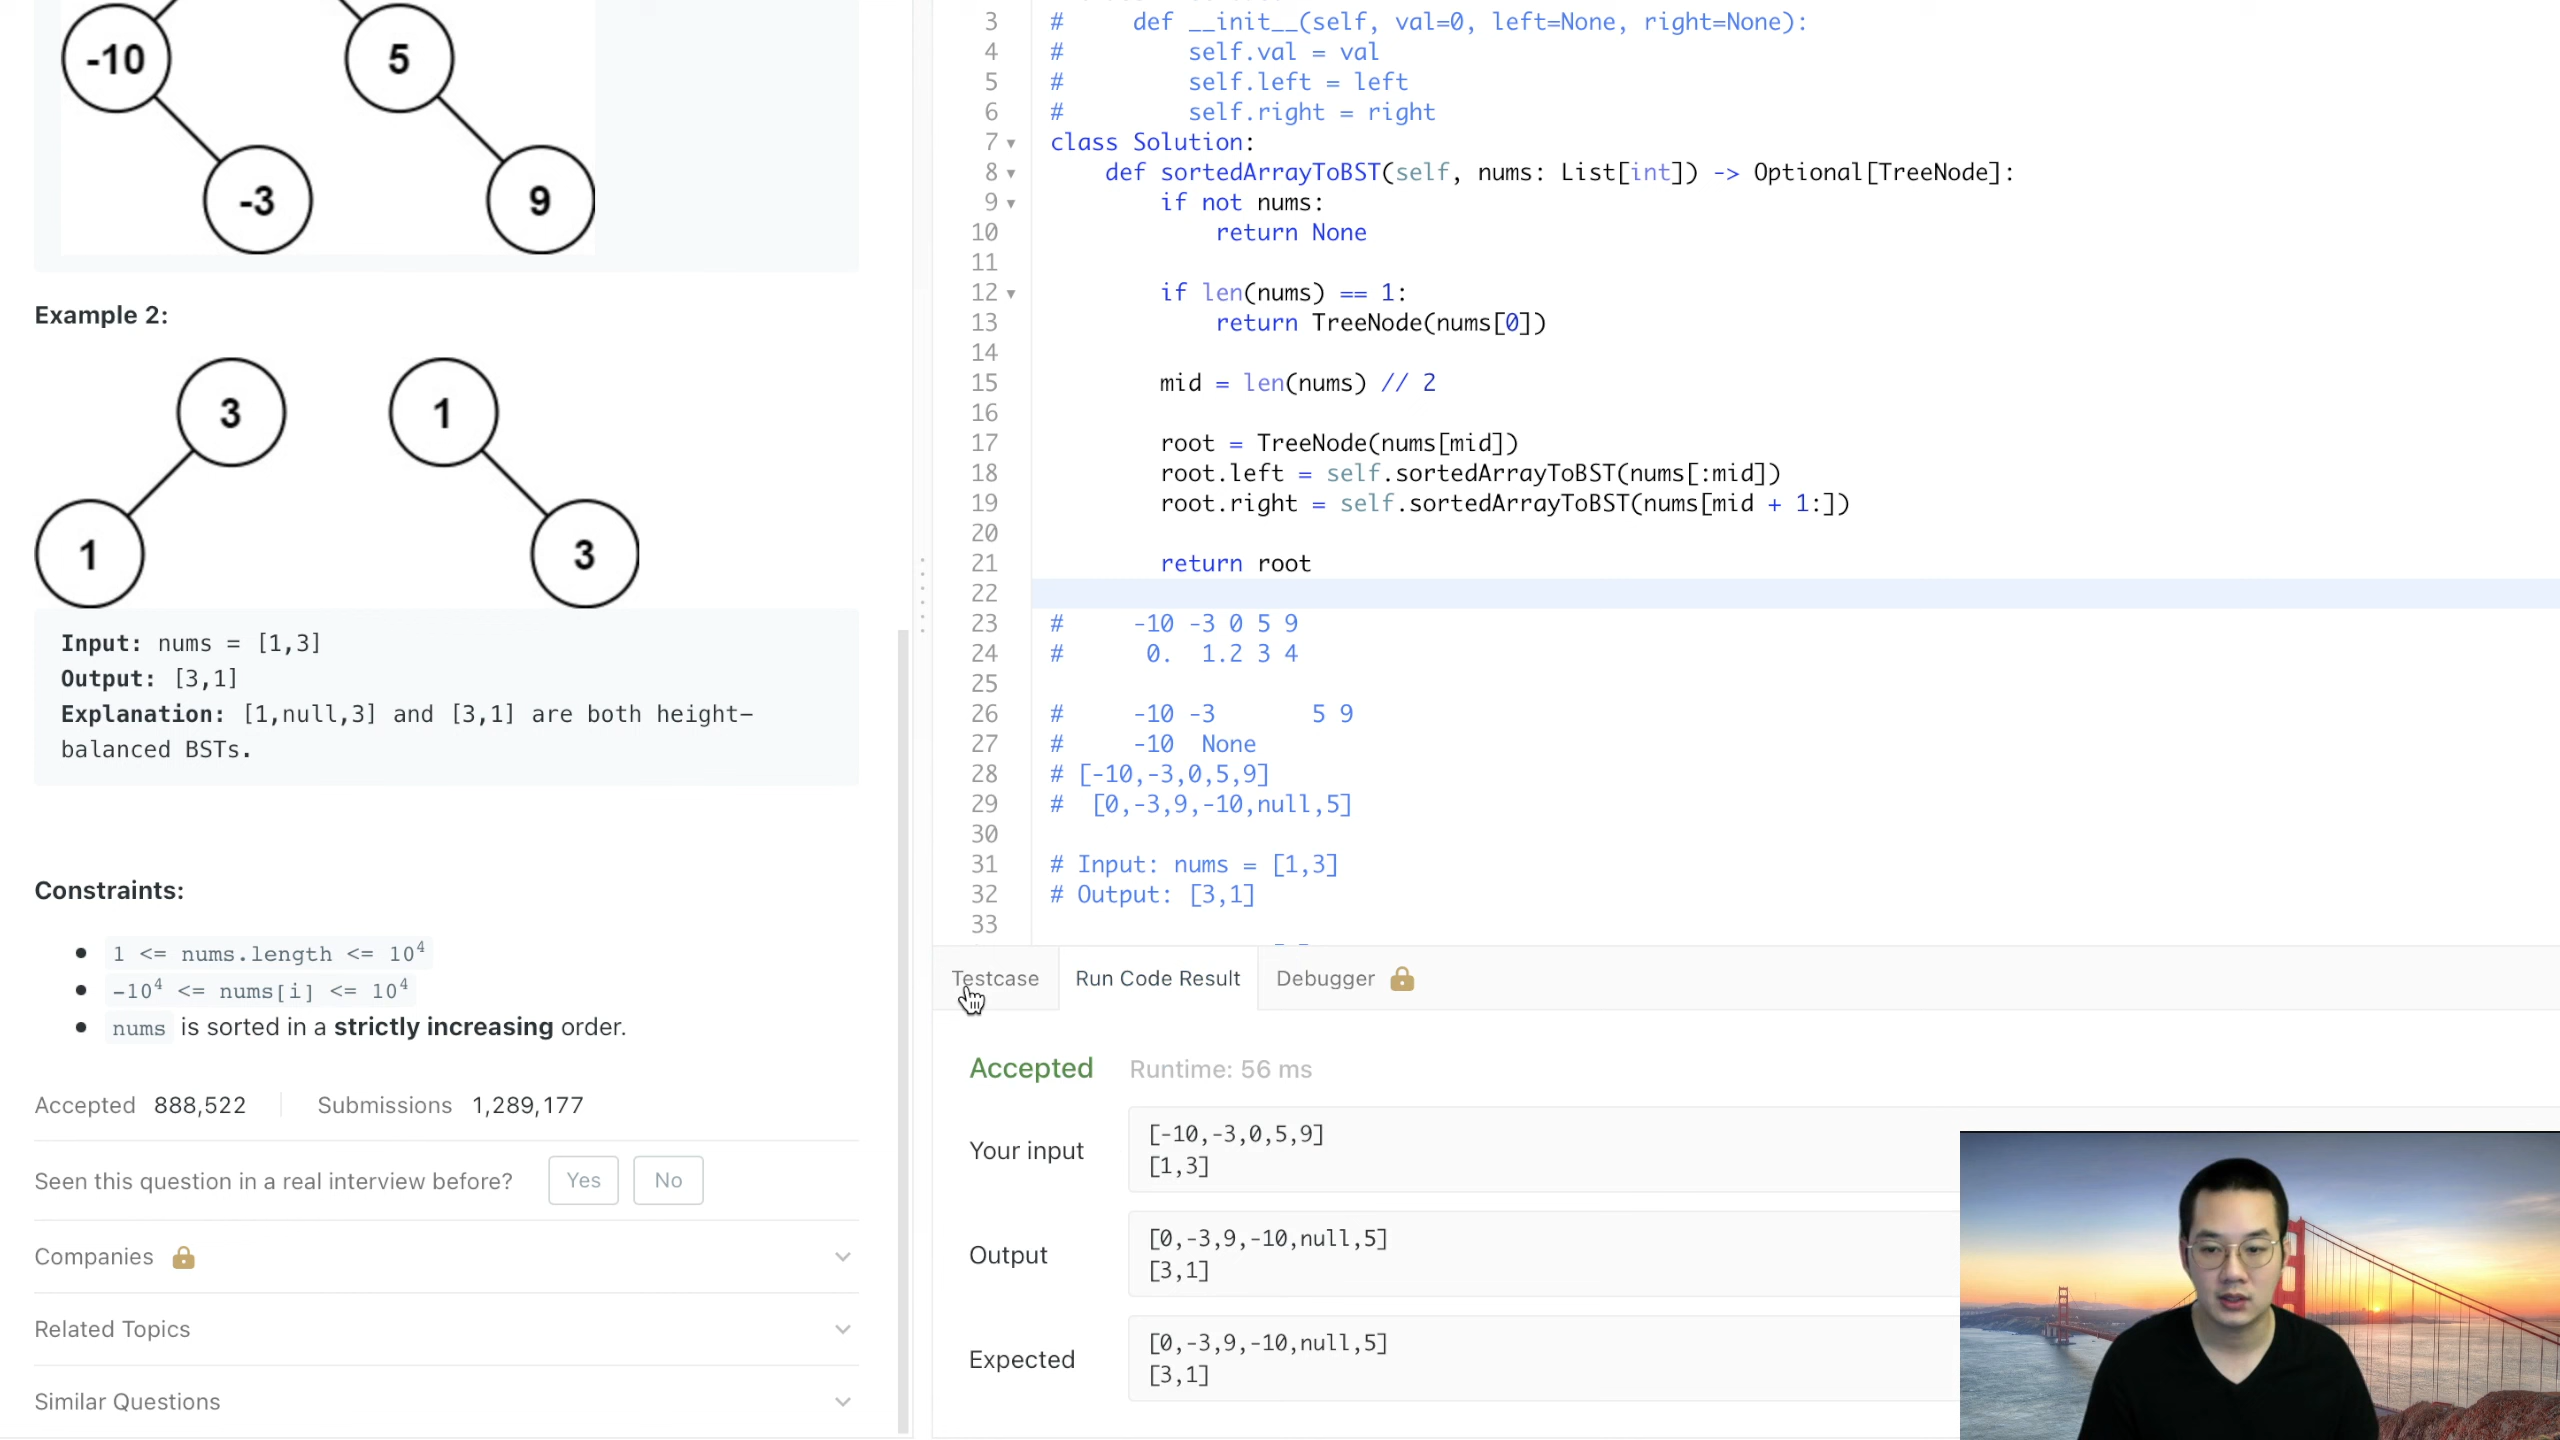 -10
5
-3
9
Example 2:
3
1
1
3
Input: nums = [1,3]
Output: [3,1]
Explanation: [1,null,3] and [3,1] are both height-
balanced BSTs.
Constraints:
1 <= nums.length <= 10⁴
-10⁴ <= nums[i] <= 10⁴
nums is sorted in a strictly increasing order.
Accepted 888,522 Submissions 1,289,177
Seen this question in a real interview before? Yes No
Companies
Related Topics
Similar Questions
3 #     def __init__(self, val=0, left=None, right=None):
4 #         self.val = val
5 #         self.left = left
6 #         self.right = right
7 class Solution:
8     def sortedArrayToBST(self, nums: List[int]) -> Optional[TreeNode]:
9         if not nums:
10             return None
11
12         if len(nums) == 1:
13             return TreeNode(nums[0])
14
15         mid = len(nums) // 2
16
17         root = TreeNode(nums[mid])
18         root.left = self.sortedArrayToBST(nums[:mid])
19         root.right = self.sortedArrayToBST(nums[mid + 1:])
20
21         return root
22
23 #     -10 -3 0 5 9
24 #      0.  1.2 3 4
25
26 #     -10 -3       5 9
27 #     -10  None
28 # [-10,-3,0,5,9]
29 #  [0,-3,9,-10,null,5]
30
31 # Input: nums = [1,3]
32 # Output: [3,1]
33
Testcase Run Code Result Debugger
Accepted Runtime: 56 ms
Your input
[-10,-3,0,5,9]
[1,3]
Output
[0,-3,9,-10,null,5]
[3,1]
Expected
[0,-3,9,-10,null,5]
[3,1]